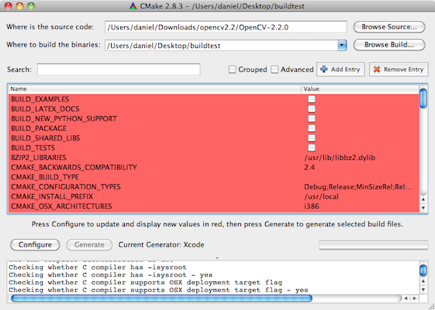 CMake 2.8.3 - /Users/daniel/Desktop/buildtest
Where is the source code: /Users/daniel/Downloads/opencv2.2/OpenCV-2.2.0 Browse Source...
Where to build the binaries: /Users/daniel/Desktop/buildtest Browse Build...
Search: Grouped Advanced Add Entry Remove Entry
Name Value
BUILD_EXAMPLES
BUILD_LATEX_DOCS
BUILD_NEW_PYTHON_SUPPORT
BUILD_PACKAGE
BUILD_SHARED_LIBS
BUILD_TESTS
BZIP2_LIBRARIES /usr/lib/libbz2.dylib
CMAKE_BACKWARDS_COMPATIBILITY 2.4
CMAKE_BUILD_TYPE
CMAKE_CONFIGURATION_TYPES Debug;Release;MinSizeRel;Rel...
CMAKE_INSTALL_PREFIX /usr/local
CMAKE_OSX_ARCHITECTURES i386
Press Configure to update and display new values in red, then press Generate to generate selected build files.
Configure Generate Current Generator: Xcode
Checking whether C compiler has -isysroot
Checking whether C compiler has -isysroot - yes
Checking whether C compiler supports OSX deployment target flag
Checking whether C compiler supports OSX deployment target flag - yes